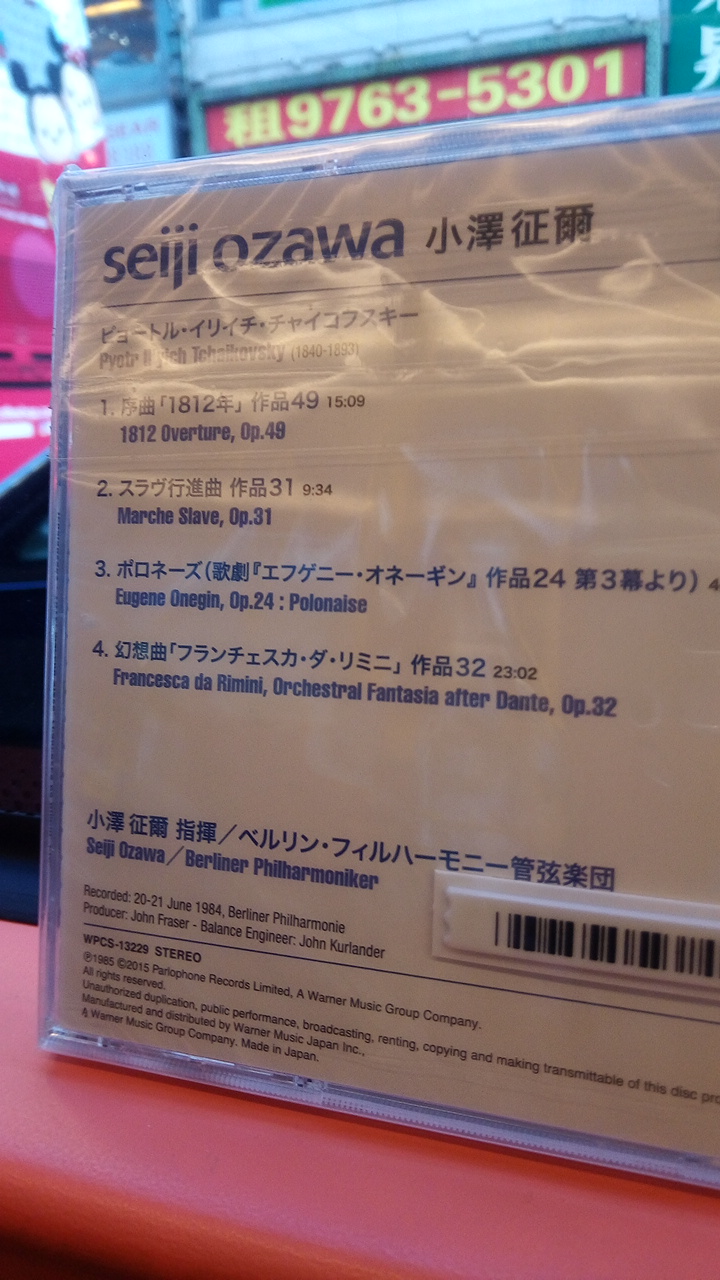 租9763-5301
seiji ozawa 小澤征爾
ピョートル・イリイチ・チャイコフスキー
Pyotr Il'yich Tchaikovsky (1840-1893)
1. 序曲「1812年」 作品49 15:09
1812 Overture, Op.49
2. スラヴ行進曲 作品31 9:34
Marche Slave, Op.31
3. ポロネーズ(歌劇『エフゲニー・オネーギン』 作品24 第3幕より)
Eugene Onegin, Op.24 : Polonaise
4. 幻想曲「フランチェスカ・ダ・リミニ」 作品32 23:02
Francesca da Rimini, Orchestral Fantasia after Dante, Op.32
小澤 征爾 指揮/ベルリン・フィルハーモニー管弦楽団
Seiji Ozawa/Berliner Philharmoniker
Recorded: 20-21 June 1984, Berliner Philharmonie
Producer: John Fraser - Balance Engineer: John Kurlander
WPCS-13229 STEREO
℗1985 ©2015 Parlophone Records Limited, A Warner Music Group Company.
All rights reserved.
Unauthorized duplication, public performance, broadcasting, renting, copying and making transmittable of this disc
Manufactured and distributed by Warner Music Japan Inc.,
A Warner Music Group Company. Made in Japan.